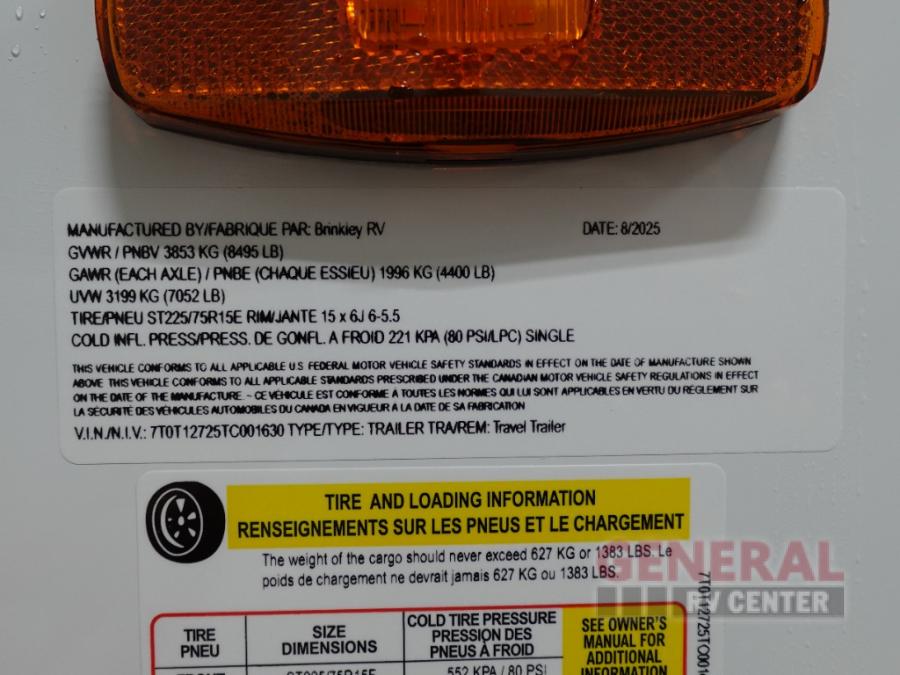 MANUFACTURED BY/FABRIQUE PAR: Brinkley RV DATE: 8/2025
GVWR / PNBV 3853 KG (8495 LB)
GAWR (EACH AXLE) / PNBE (CHAQUE ESSIEU) 1996 KG (4400 LB)
UVW 3199 KG (7052 LB)
TIRE/PNEU ST225/75R15E RIM/JANTE 15 x 6J 6-5.5
COLD INFL. PRESS/PRESS. DE GONFL. A FROID 221 KPA (80 PSI/LPC) SINGLE
THIS VEHICLE CONFORMS TO ALL APPLICABLE U.S. FEDERAL MOTOR VEHICLE SAFETY STANDARDS IN EFFECT ON THE DATE OF MANUFACTURE SHOWN
ABOVE THIS VEHICLE CONFORMS TO ALL APPLICABLE STANDARDS PRESCRIBED UNDER THE CANADIAN MOTOR VEHICLE SAFETY REGULATIONS IN EFFECT
ON THE DATE OF THE MANUFACTURE ~ CE VEHICULE EST CONFORME A TOUTES LES NORMES QUI LUI SONT APPLICABLES EN VERTU DU REGLEMENT SUR
LA SECURITE DES VEHICULES AUTOMOBILES DU CANADA EN VIGUEUR A LA DATE DE SA FABRICATION
V.I.N./N.I.V.: 7T0T12725TC001630 TYPE/TYPE: TRAILER TRA/REM: Travel Trailer
TIRE AND LOADING INFORMATION
RENSEIGNEMENTS SUR LES PNEUS ET LE CHARGEMENT
The weight of the cargo should never exceed 627 KG or 1383 LBS. Le
poids de chargement ne devrait jamais 627 KG ou 1383 LBS.
GENERAL
RV CENTER
7T0T12725TC001
TIRE
PNEU
SIZE
DIMENSIONS
COLD TIRE PRESSURE
PRESSION DES
PNEUS À FROID
SEE OWNER'S
MANUAL FOR
ADDITIONAL
INFORMATION
ST225/75R15E
552 KPA / 80 PSI